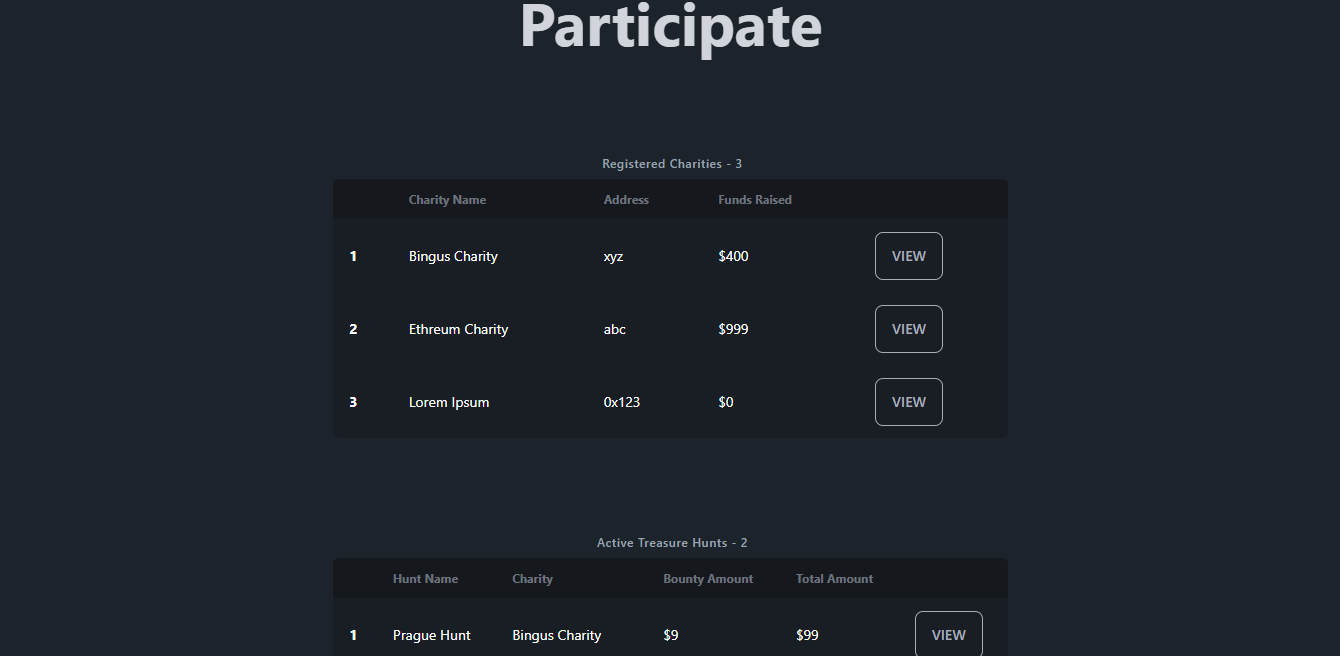 Participate
Registered Charities - 3
Charity Name Address Funds Raised
1 Bingus Charity xyz $400 VIEW
2 Ethreum Charity abc $999 VIEW
3 Lorem Ipsum 0x123 $0 VIEW
Active Treasure Hunts - 2
Hunt Name Charity Bounty Amount Total Amount
1 Prague Hunt Bingus Charity $9 $99 VIEW